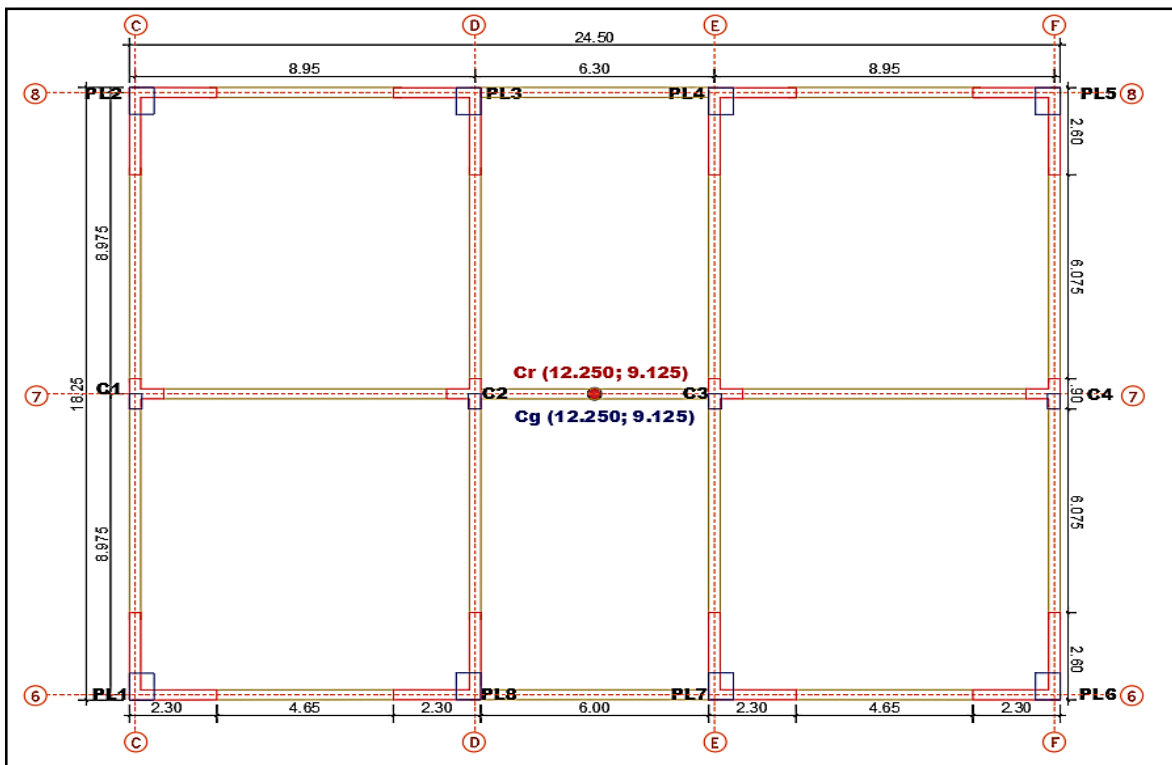 C D E F
24.50
8.95 6.30 8.95
8 PL2 PL3 PL4 PL5 8
2.60
8.975
6.075
Cr (12.250; 9.125)
7 C1 C2 C3 C4 7
18.25
.90
Cg (12.250; 9.125)
8.975
6.075
2.60
6 PL1 PL8 PL7 PL6 6
2.30 4.65 2.30 6.00 2.30 4.65 2.30
C D E F